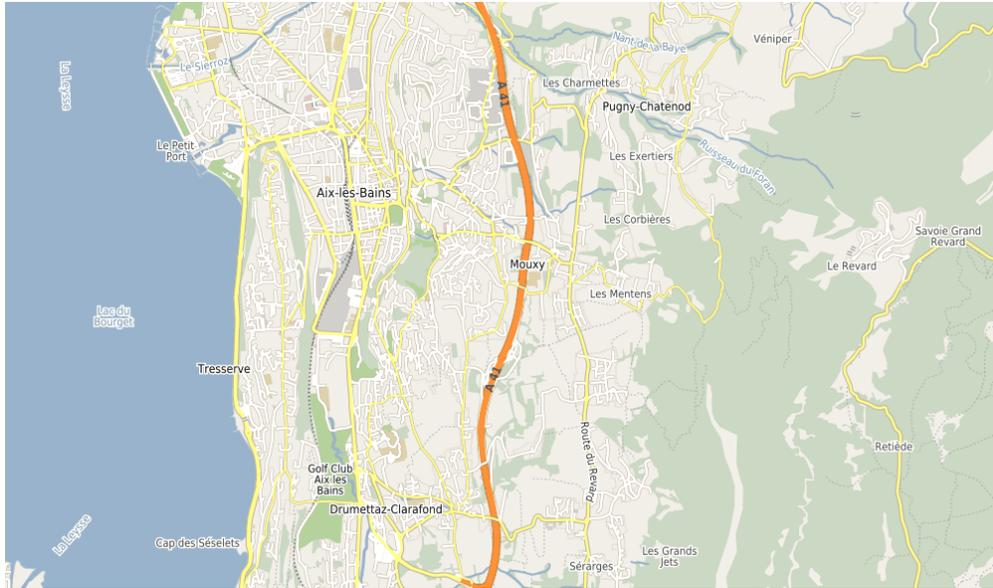 Véniper
Nant de la Baye
La Leysse
Le Sierroz
A 41
Les Charmettes
Pugny-Chatenod
Le Petit
Port
Les Exertiers
Ruisseau du Foran
Aix-les-Bains
Les Corbières
Savoie Grand
Revard
Mouxy
Le Revard
Les Mentens
Lac du
Bourget
Tresserve
A 41
Route du Revard
Retiède
Golf Club
Aix les
Bains
Drumettaz-Clarafond
La Leysse
Cap des Séselets
Les Grands
Jets
Sérarges